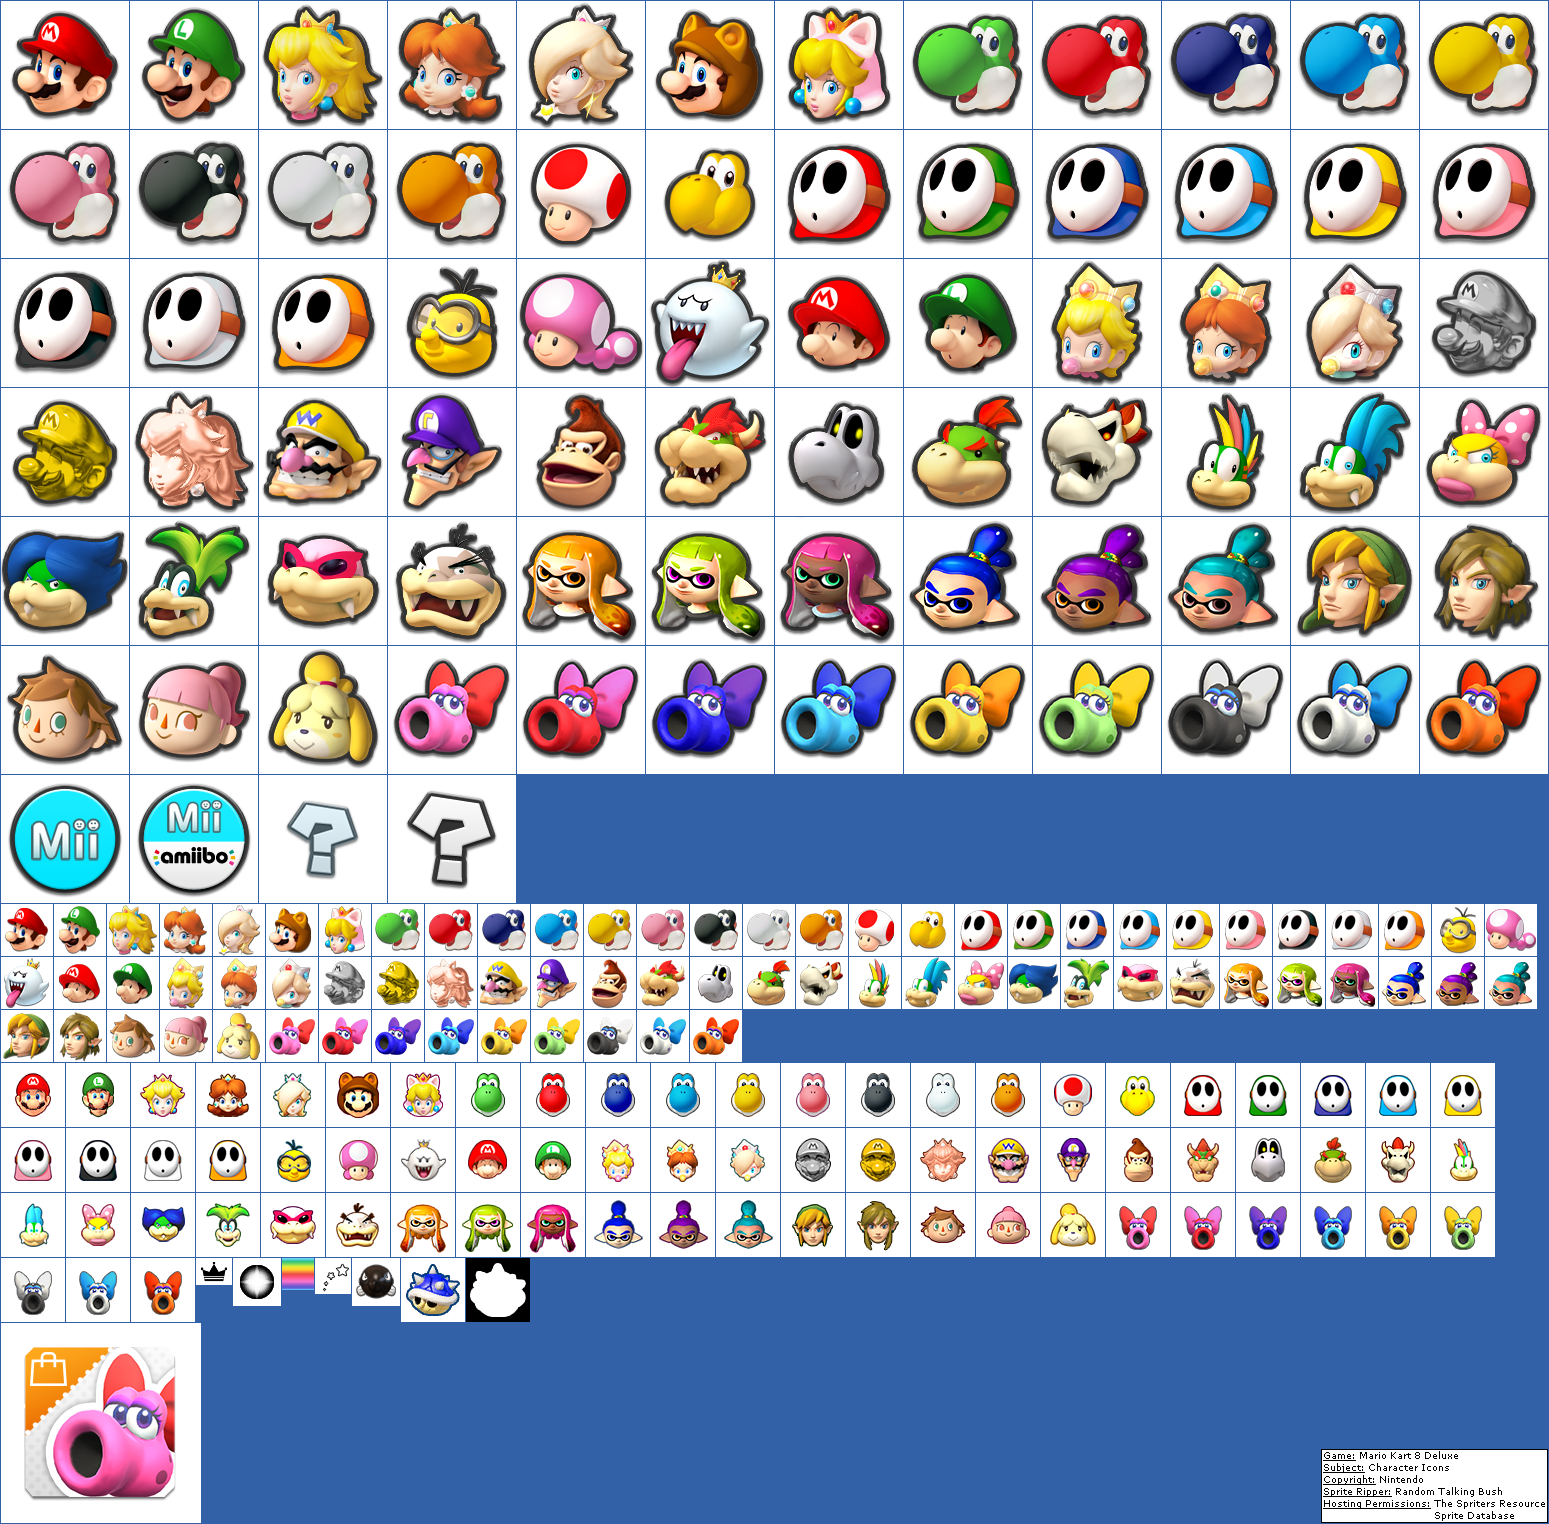 Mii
Mii
amiibo
Game: Mario Kart 8 Deluxe
Subject: Character Icons
Copyright: Nintendo
Sprite Ripper: Random Talking Bush
Hosting Permissions: The Spriters Resource
Sprite Database